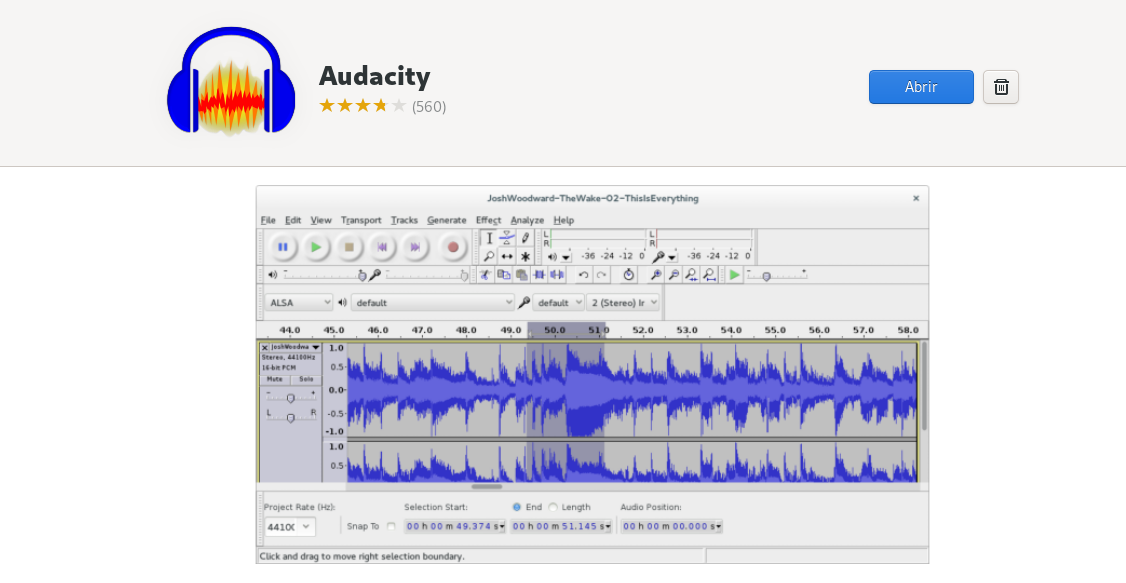 Audacity
(560)
Abrir
JoshWoodward-TheWake-02-ThisIsEverything
File Edit View Transport Tracks Generate Effect Analyze Help
L
R
-36 -24 -12 0
L
R
-36 -24 -12 0
ALSA default default 2 (Stereo) Ir
44.0 45.0 46.0 47.0 48.0 49.0 50.0 51.0 52.0 53.0 54.0 55.0 56.0 57.0 58.0
JoshWoodwa
Stereo, 44100Hz
16-bit PCM
Mute Solo
- +
L R
1.0
0.5
0.0
-0.5
-1.0
1.0
0.5
Project Rate (Hz): Selection Start: End Length Audio Position:
4410( Snap To 00 h 00 m 49.374 s 00 h 00 m 51.145 s 00 h 00 m 00.000 s
Click and drag to move right selection boundary.